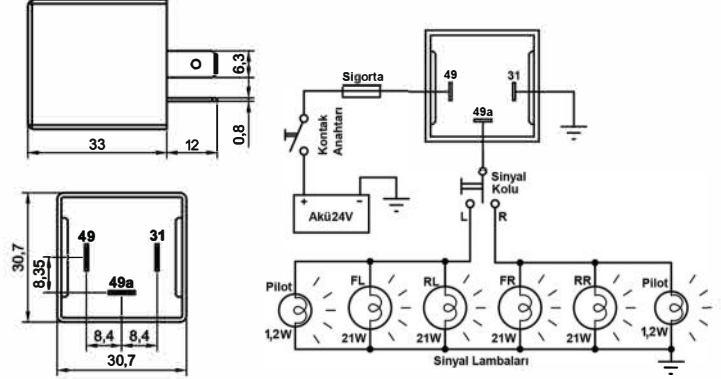 6,3
0,8
33
12
30,7
8,35
49
31
49a
8,4
8,4
30,7
Sigorta
49
31
49a
Kontak
Anahtarı
Sinyal
Kolu
+
-
Akü24V
L
R
Pilot
FL
RL
FR
RR
Pilot
1,2W
21W
21W
21W
21W
1,2W
Sinyal Lambaları